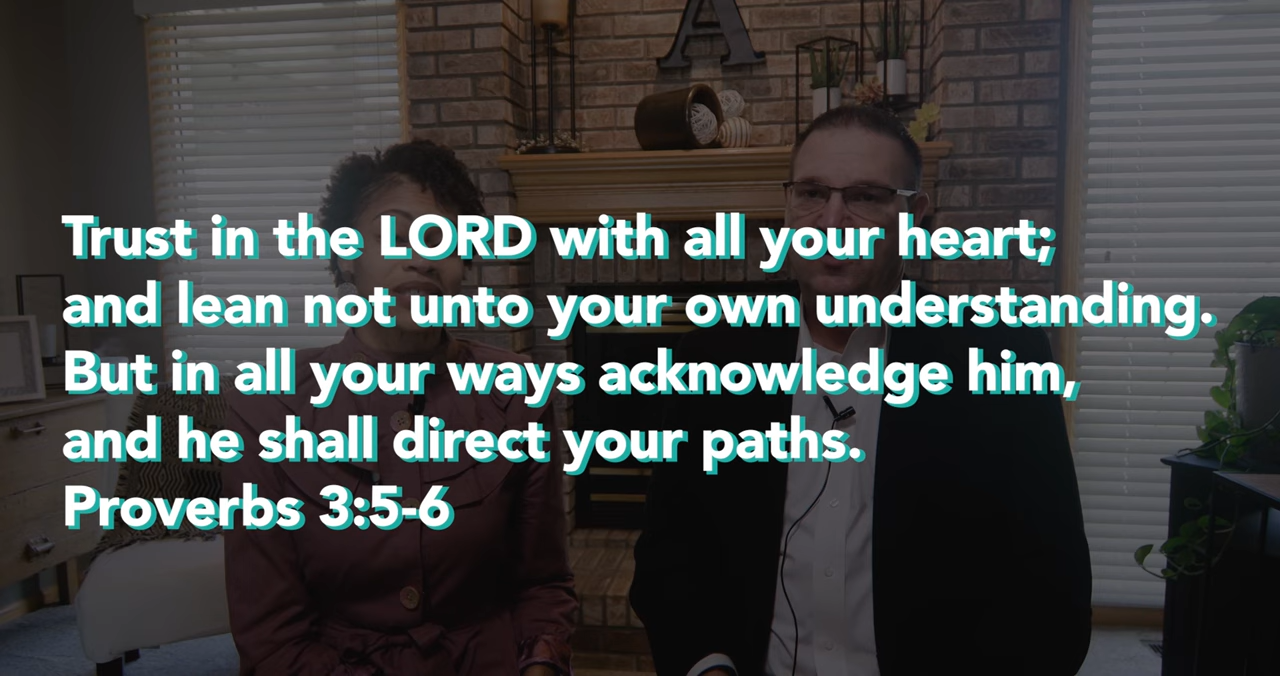 A
Trust in the LORD with all your heart;
and lean not unto your own understanding.
But in all your ways acknowledge him,
and he shall direct your paths.
Proverbs 3:5-6